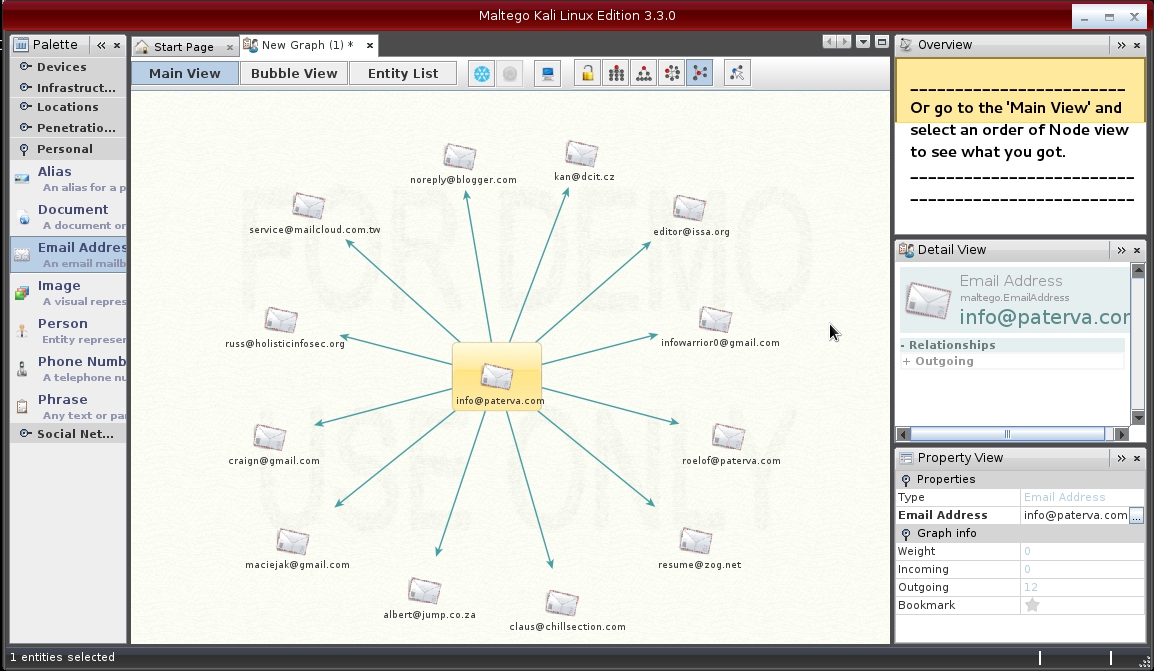 Maltego Kali Linux Edition 3.3.0
Palette
Start Page
New Graph (1) *
Overview
Devices
Infrastruct...
Locations
Penetratio...
Personal
Alias
An alias for a p
Document
A document or
Email Addres
An email mailb
Image
A visual repres
Person
Entity represer
Phone Numb
A telephone nu
Phrase
Any text or pa
Social Net...
Main View
Bubble View
Entity List
FOR DEMO
USE ONLY
noreply@blogger.com
kan@dcit.cz
service@mailcloud.com.tw
editor@issa.org
russ@holisticinfosec.org
infowarrior0@gmail.com
info@paterva.com
craign@gmail.com
roelof@paterva.com
maciejak@gmail.com
resume@zog.net
albert@jump.co.za
claus@chillsection.com
Or go to the 'Main View' and
select an order of Node view
to see what you got.
Detail View
Email Address
maltego.EmailAddress
info@paterva.cor
- Relationships
+ Outgoing
Property View
Properties
Type Email Address
Email Address info@paterva.com ...
Graph info
Weight 0
Incoming 0
Outgoing 12
Bookmark
1 entities selected